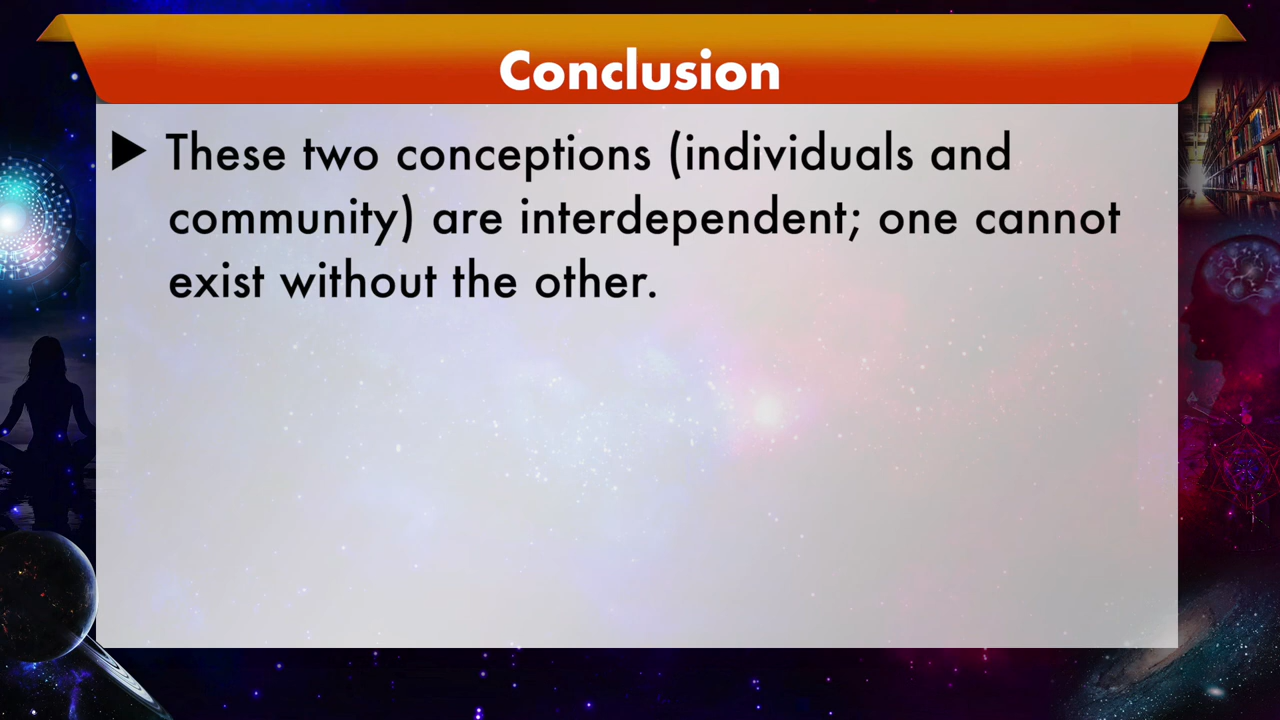 Conclusion
▶ These two conceptions (individuals and
community) are interdependent; one cannot
exist without the other.